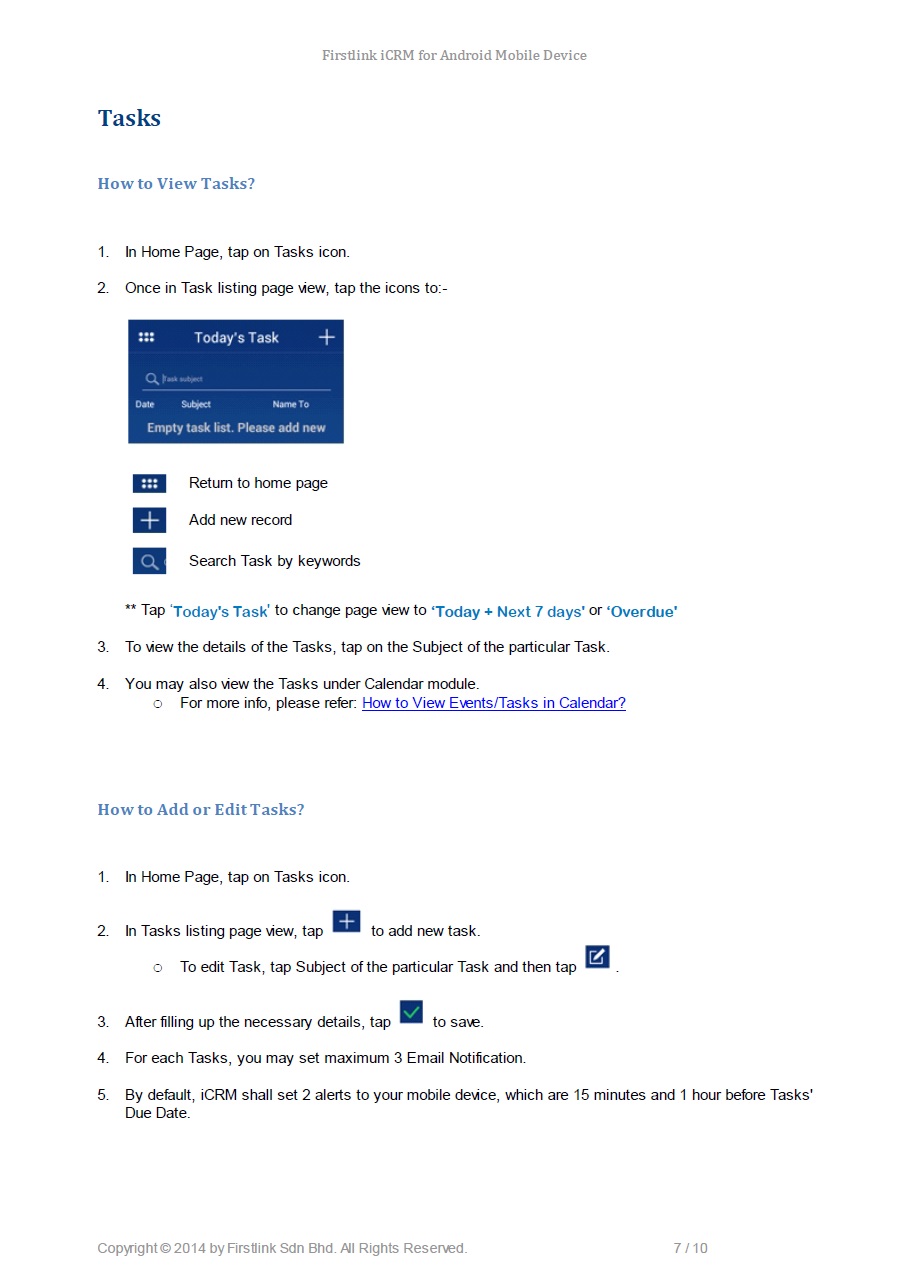 Firstlink iCRM for Android Mobile Device
Tasks
How to View Tasks?
1. In Home Page, tap on Tasks icon.
2. Once in Task listing page view, tap the icons to:-
Today's Task
Task subject
Date Subject Name To
Empty task list. Please add new
Return to home page
Add new record
Search Task by keywords
** Tap 'Today's Task' to change page view to 'Today + Next 7 days' or 'Overdue'
3. To view the details of the Tasks, tap on the Subject of the particular Task.
4. You may also view the Tasks under Calendar module.
○ For more info, please refer: How to View Events/Tasks in Calendar?
How to Add or Edit Tasks?
1. In Home Page, tap on Tasks icon.
2. In Tasks listing page view, tap to add new task.
○ To edit Task, tap Subject of the particular Task and then tap .
3. After filling up the necessary details, tap to save.
4. For each Tasks, you may set maximum 3 Email Notification.
5. By default, iCRM shall set 2 alerts to your mobile device, which are 15 minutes and 1 hour before Tasks'
Due Date.
Copyright © 2014 by Firstlink Sdn Bhd. All Rights Reserved. 7 / 10